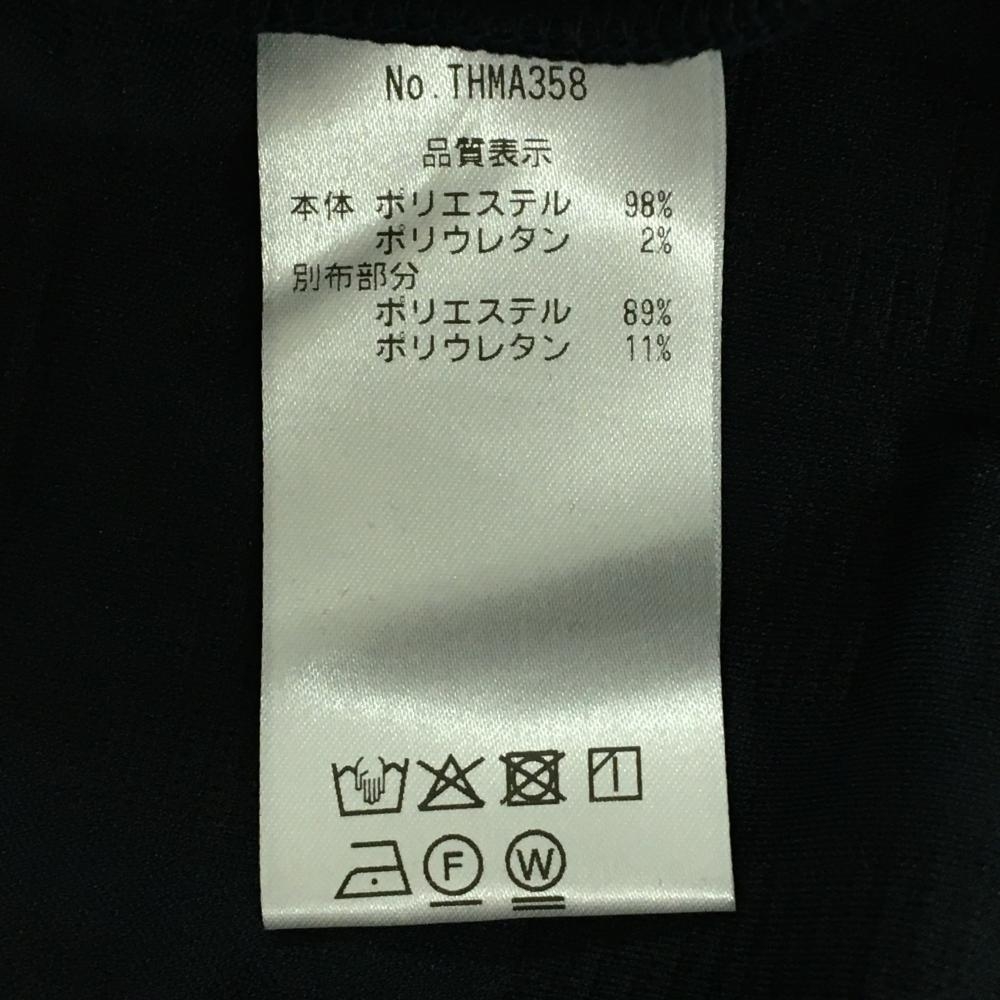 No.THMA358
品質表示
本体 ポリエステル 98%
ポリウレタン 2%
別布部分
ポリエステル 89%
ポリウレタン 11%
F W